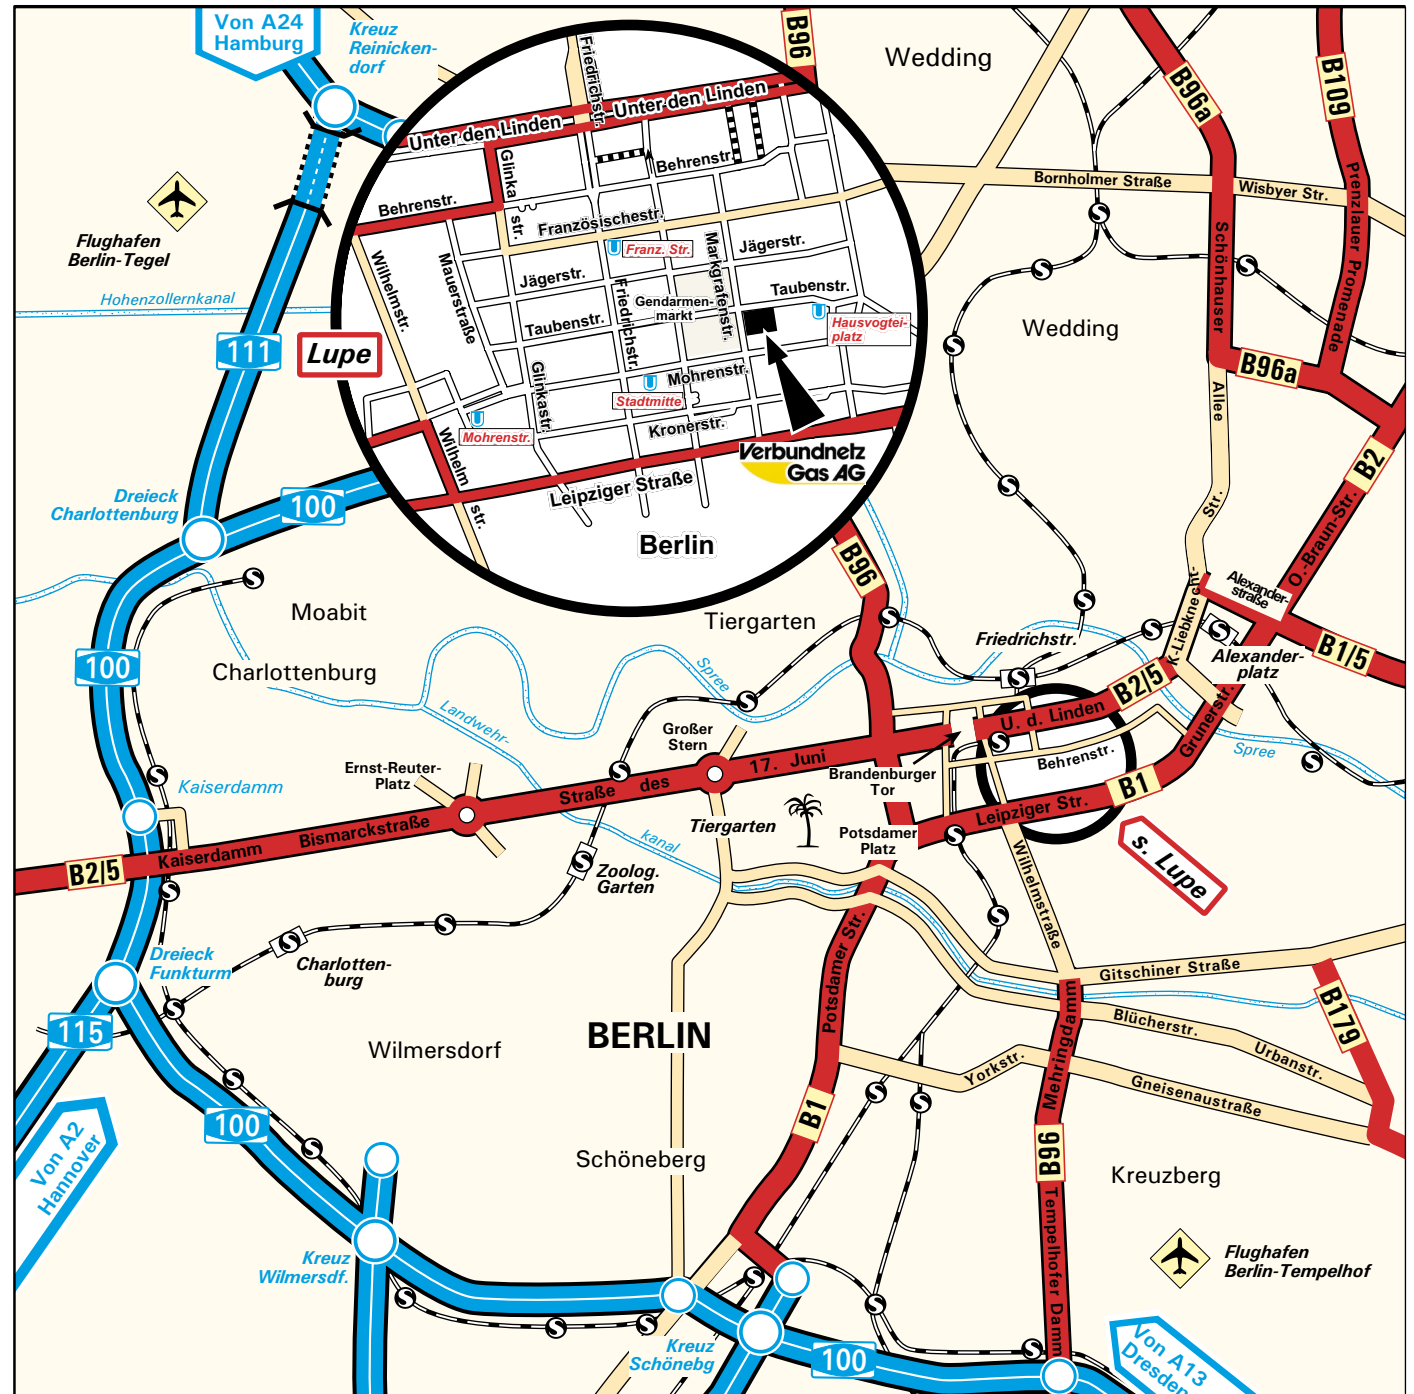 Von A24
Hamburg
Kreuz
Reinicken-
dorf
B96
Wedding
B96a
B109
Friedrichstr.
Unter den Linden
Unter den Linden
Glinka
str.
Behrenstr.
Behrenstr.
Französischestr.
Bornholmer Straße
Wisbyer Str.
Prenzlauer Promenade
Flughafen
Berlin-Tegel
Hohenzollernkanal
Wilhelmstr.
Mauerstraße
Franz. Str.
Markgrafenstr.
Jägerstr.
Jägerstr.
Friedrichstr.
Gendarmen-
markt
Taubenstr.
Taubenstr.
Hausvogtei-
platz
Schönhauser
Wedding
111
Lupe
B96a
Allee
Str.
Glinkastr.
Mohrenstr.
Stadtmitte
Kronerstr.
Mohrenstr.
Wilhelm
str.
Verbundnetz
Gas AG
Leipziger Straße
Berlin
B2
O.-Braun-Str.
Dreieck
Charlottenburg
100
B96
Alexander-
straße
K-Liebknecht-
Moabit
Tiergarten
Friedrichstr.
B1/5
Alexander-
platz
100
Charlottenburg
Spree
B2/5
U. d. Linden
Grunerstr.
Spree
Landwehr-
Großer
Stern
Behrenstr.
Ernst-Reuter-
Platz
17. Juni
Brandenburger
Tor
Kaiserdamm
Straße des
B1
Leipziger Str.
Bismarckstraße
Tiergarten
Potsdamer
Platz
kanal
Kaiserdamm
B2/5
Zoolog.
Garten
Wilhelmstraße
s. Lupe
Potsdamer Str.
Dreieck
Funkturm
Charlotten-
burg
Gitschiner Straße
Mehringdamm
B179
115
BERLIN
Blücherstr.
Urbanstr.
Wilmersdorf
Yorkstr.
Gneisenaustraße
100
B1
Von A2
Hannover
B96
Schöneberg
Kreuzberg
Tempelhofer Damm
Flughafen
Berlin-Tempelhof
Kreuz
Wilmersdf.
Kreuz
Schönebg
100
Von A13
Dresden